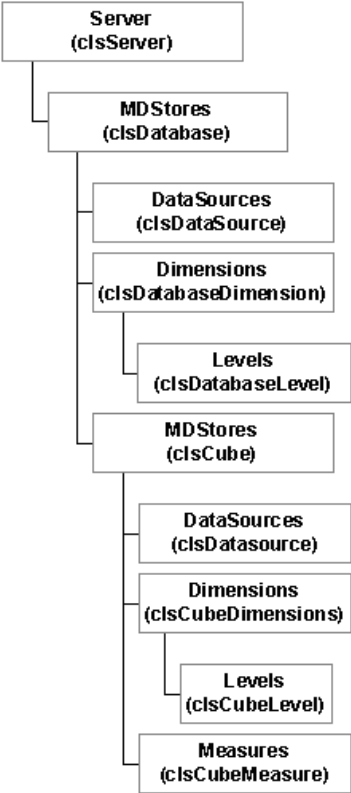 Server
(clsServer)
MDStores
(clsDatabase)
DataSources
(clsDataSource)
Dimensions
(clsDatabaseDimension)
Levels
(clsDatabaseLevel)
MDStores
(clsCube)
DataSources
(clsDatasource)
Dimensions
(clsCubeDimensions)
Levels
(clsCubeLevel)
Measures
(clsCubeMeasure)